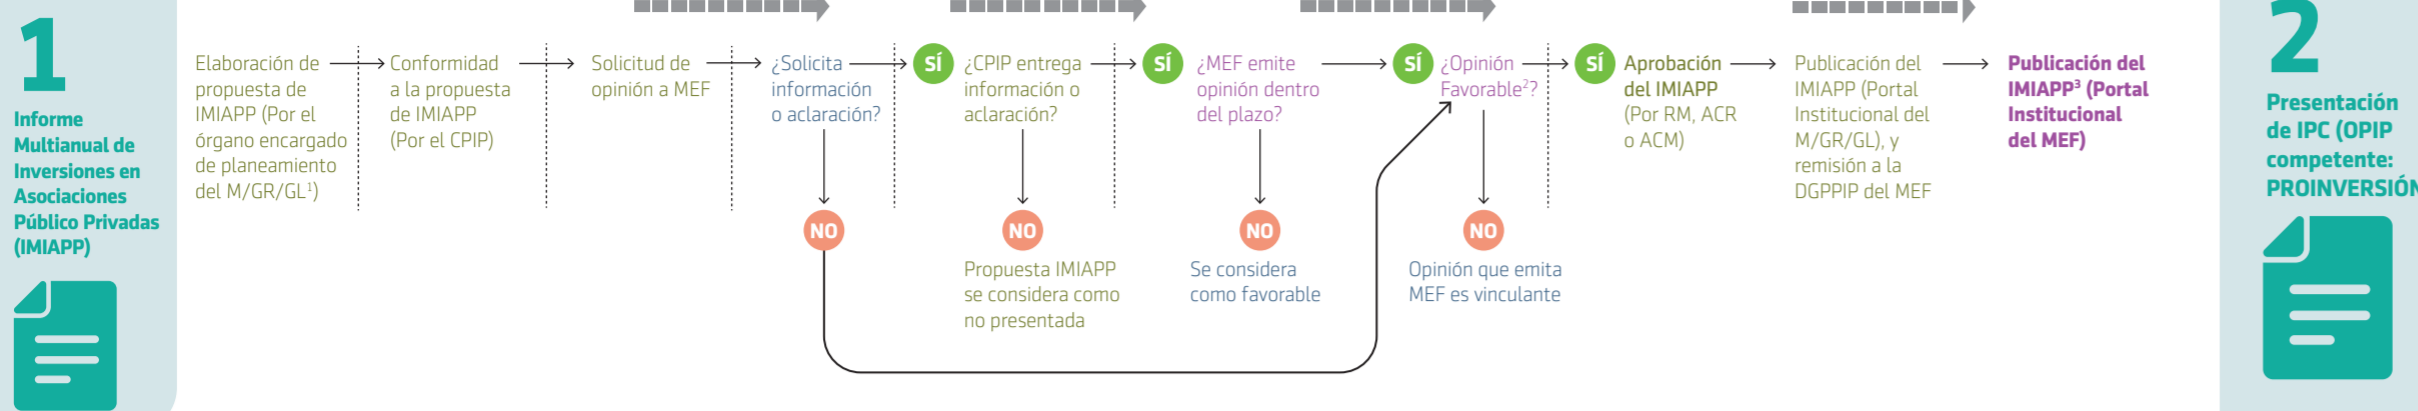 1
Informe
Multianual de
Inversiones en
Asociaciones
Público Privadas
(IMIAPP)
Elaboración de
propuesta de
IMIAPP (Por el
órgano encargado
de planeamiento
del M/GR/GL¹)
Conformidad
a la propuesta
de IMIAPP
(Por el CPIP)
Solicitud de
opinión a MEF
¿Solicita
información
o aclaración?
NO
SÍ
¿CPIP entrega
información o
aclaración?
NO
Propuesta IMIAPP
se considera como
no presentada
SÍ
¿MEF emite
opinión dentro
del plazo?
NO
Se considera
como favorable
SÍ
¿Opinión
Favorable²?
NO
Opinión que emita
MEF es vinculante
SÍ
Aprobación
del IMIAPP
(Por RM, ACR
o ACM)
Publicación del
IMIAPP (Portal
Institucional del
M/GR/GL), y
remisión a la
DGPPIP del MEF
Publicación del
IMIAPP³ (Portal
Institucional
del MEF)
2
Presentación
de IPC (OPIP
competente:
PROINVERSIÓN